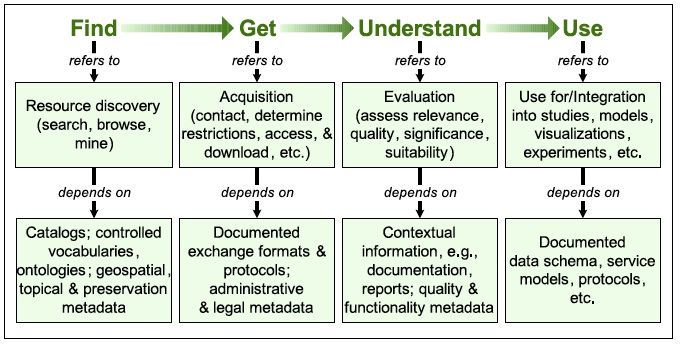 Find Get Understand Use
refers to refers to refers to refers to
Resource discovery
(search, browse,
mine)
Acquisition
(contact, determine
restrictions, access, &
download, etc.)
Evaluation
(assess relevance,
quality, significance,
suitability)
Use for/Integration
into studies, models,
visualizations,
experiments, etc.
depends on depends on depends on depends on
Catalogs; controlled
vocabularies,
ontologies; geospatial,
topical & preservation
metadata
Documented
exchange formats &
protocols;
administrative
& legal metadata
Contextual
information, e.g.,
documentation,
reports; quality &
functionality metadata
Documented
data schema, service
models, protocols,
etc.